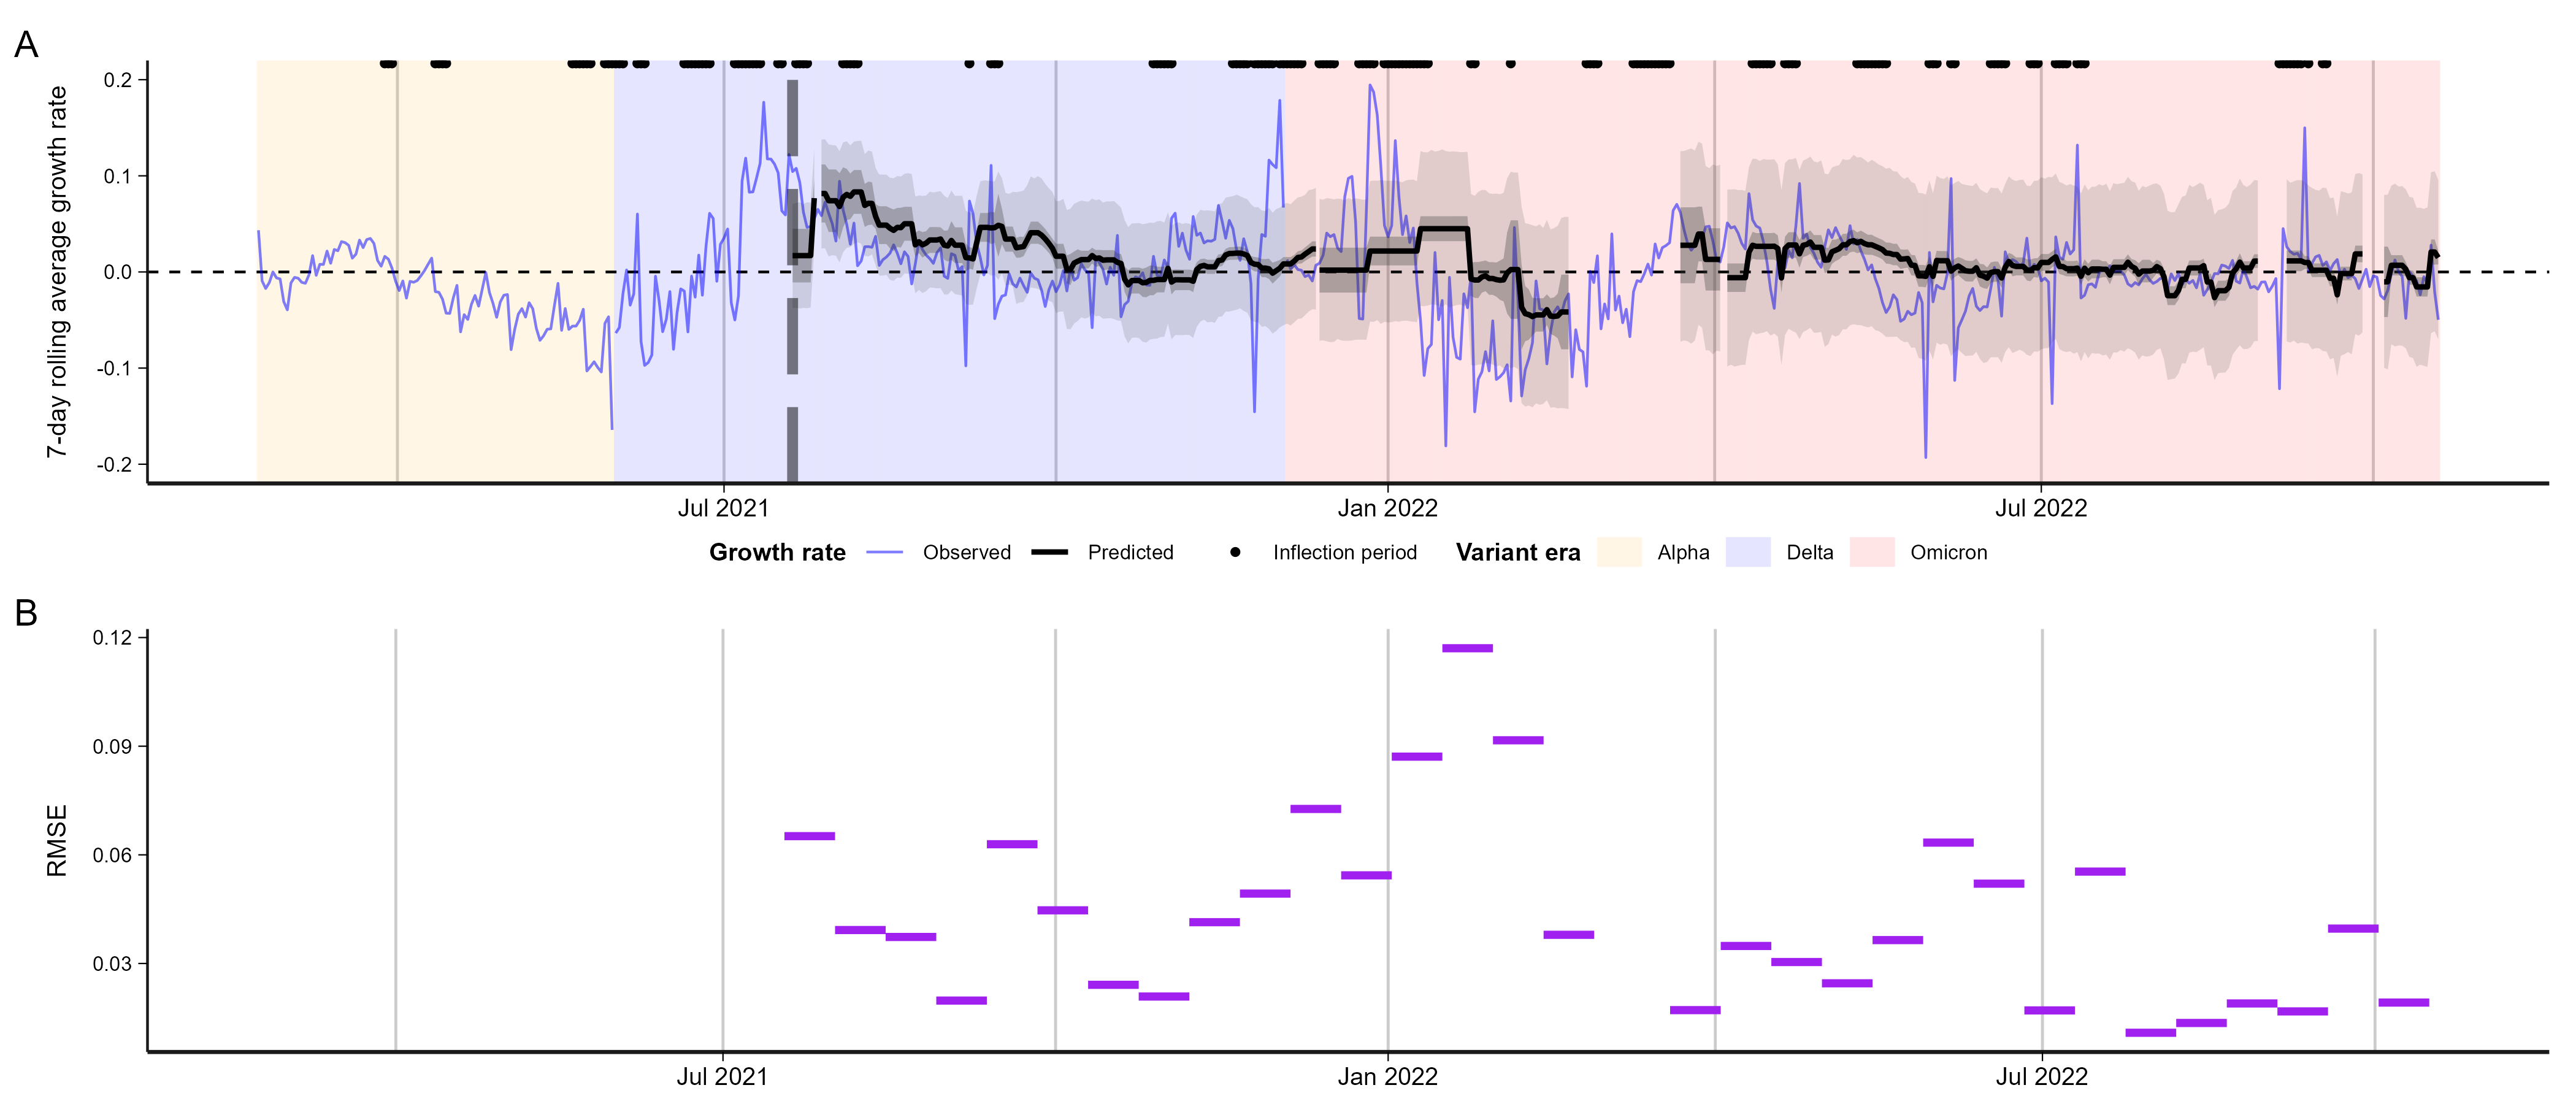 A
7-day rolling average growth rate
0.2
0.1
0.0
-0.1
-0.2
Jul 2021 Jan 2022 Jul 2022
Growth rate Observed Predicted Inflection period Variant era Alpha Delta Omicron
B
RMSE
0.12
0.09
0.06
0.03
Jul 2021 Jan 2022 Jul 2022